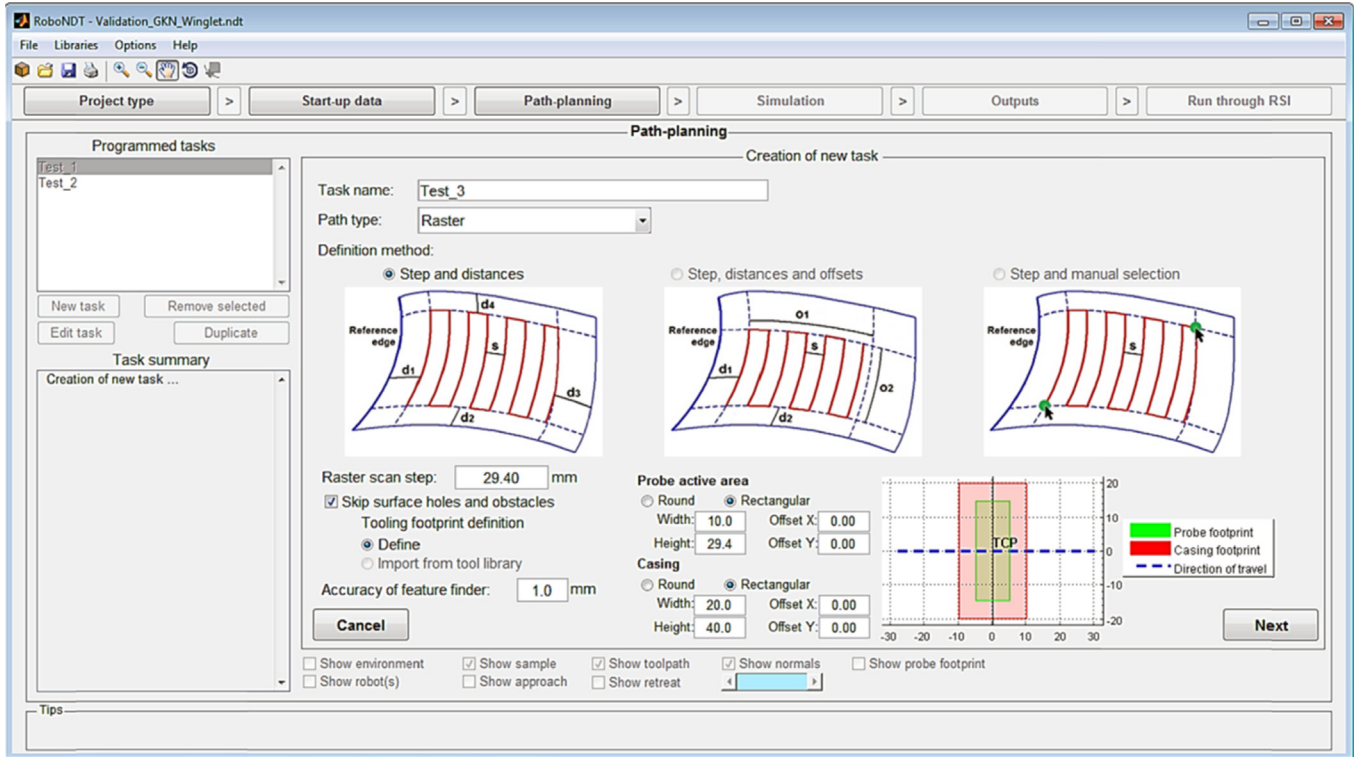 RoboNDT - Validation_GKN_Winglet.ndt
File Libraries Options Help
Project type > Start-up data > Path-planning > Simulation > Outputs > Run through RSI
Path-planning
Programmed tasks
Test_1
Test_2
New task Remove selected
Edit task Duplicate
Task summary
Creation of new task ...
Creation of new task
Task name: Test_3
Path type: Raster
Definition method:
Step and distances
Step, distances and offsets
Step and manual selection
Reference
edge
d4
s
d1
d3
d2
Reference
edge
o1
s
d1
o2
d2
Reference
edge
s
Raster scan step: 29.40 mm
Skip surface holes and obstacles
Tooling footprint definition
Define
Import from tool library
Accuracy of feature finder: 1.0 mm
Cancel
Probe active area
Round Rectangular
Width: 10.0 Offset X: 0.00
Height: 29.4 Offset Y: 0.00
Casing
Round Rectangular
Width: 20.0 Offset X: 0.00
Height: 40.0 Offset Y: 0.00
TCP
20
10
0
-10
-20
-30 -20 -10 0 10 20 30
Probe footprint
Casing footprint
Direction of travel
Next
Show environment Show sample Show toolpath Show normals Show probe footprint
Show robot(s) Show approach Show retreat
Tips